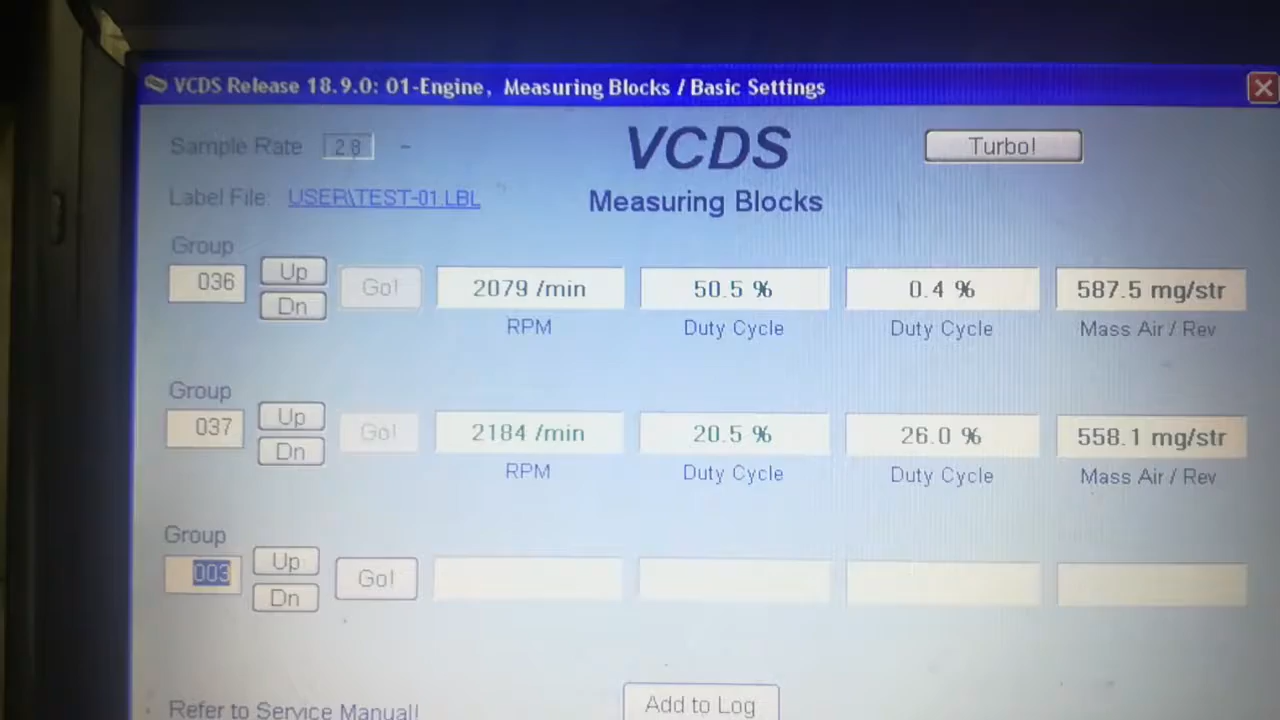 VCDS Release 18.9.0: 01-Engine, Measuring Blocks / Basic Settings
Sample Rate 2.8 -
VCDS
Turbo!
Label File: USER\TEST-01.LBL
Measuring Blocks
Group
036 Up Dn Go! 2079 /min 50.5 % 0.4 % 587.5 mg/str
RPM Duty Cycle Duty Cycle Mass Air / Rev
Group
037 Up Dn Go! 2184 /min 20.5 % 26.0 % 558.1 mg/str
RPM Duty Cycle Duty Cycle Mass Air / Rev
Group
003 Up Dn Go!
Refer to Service Manual!
Add to Log